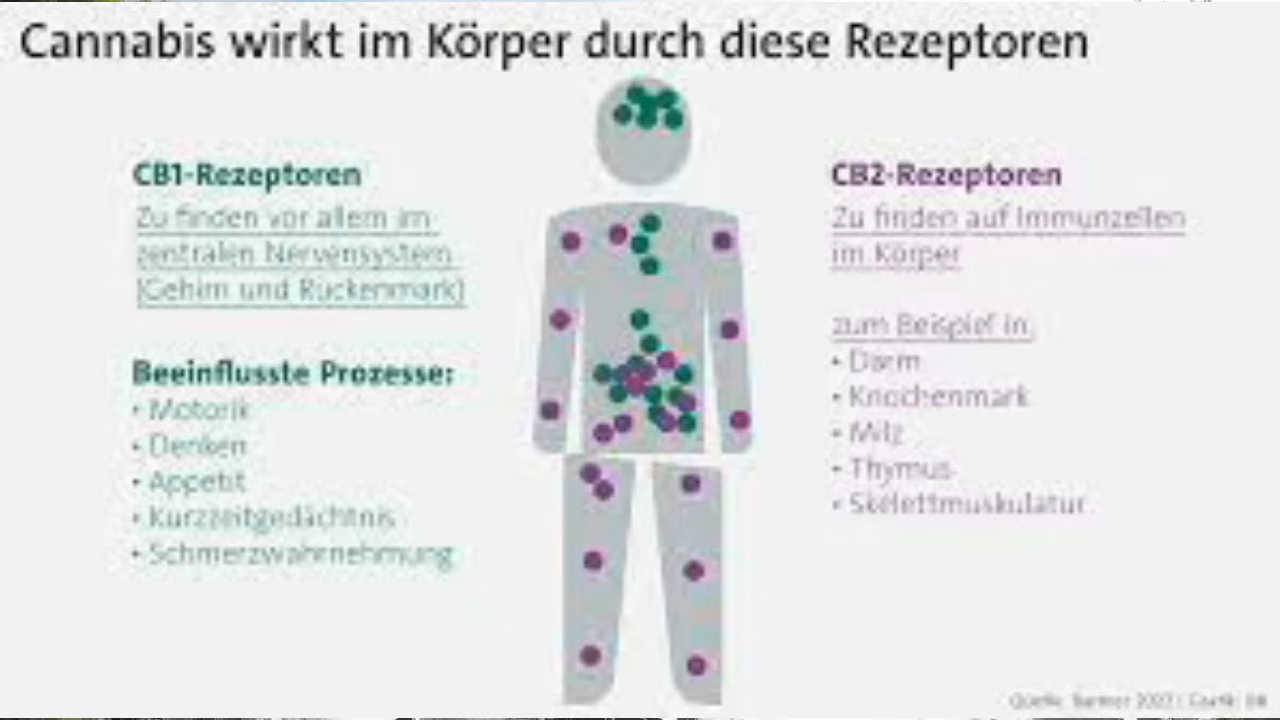 Cannabis wirkt im Körper durch diese Rezeptoren
CB1-Rezeptoren
Zu finden vor allem im
zentralen Nervensystem
(Gehirn und Rückenmark)
Beeinflusste Prozesse:
• Motorik
• Denken
• Appetit
• Kurzzeitgedächtnis
• Schmerzwahrnehmung
CB2-Rezeptoren
Zu finden auf Immunzellen
im Körper
zum Beispiel in:
• Darm
• Knochenmark
• Milz
• Thymus
• Skelettmuskulatur
Quelle: